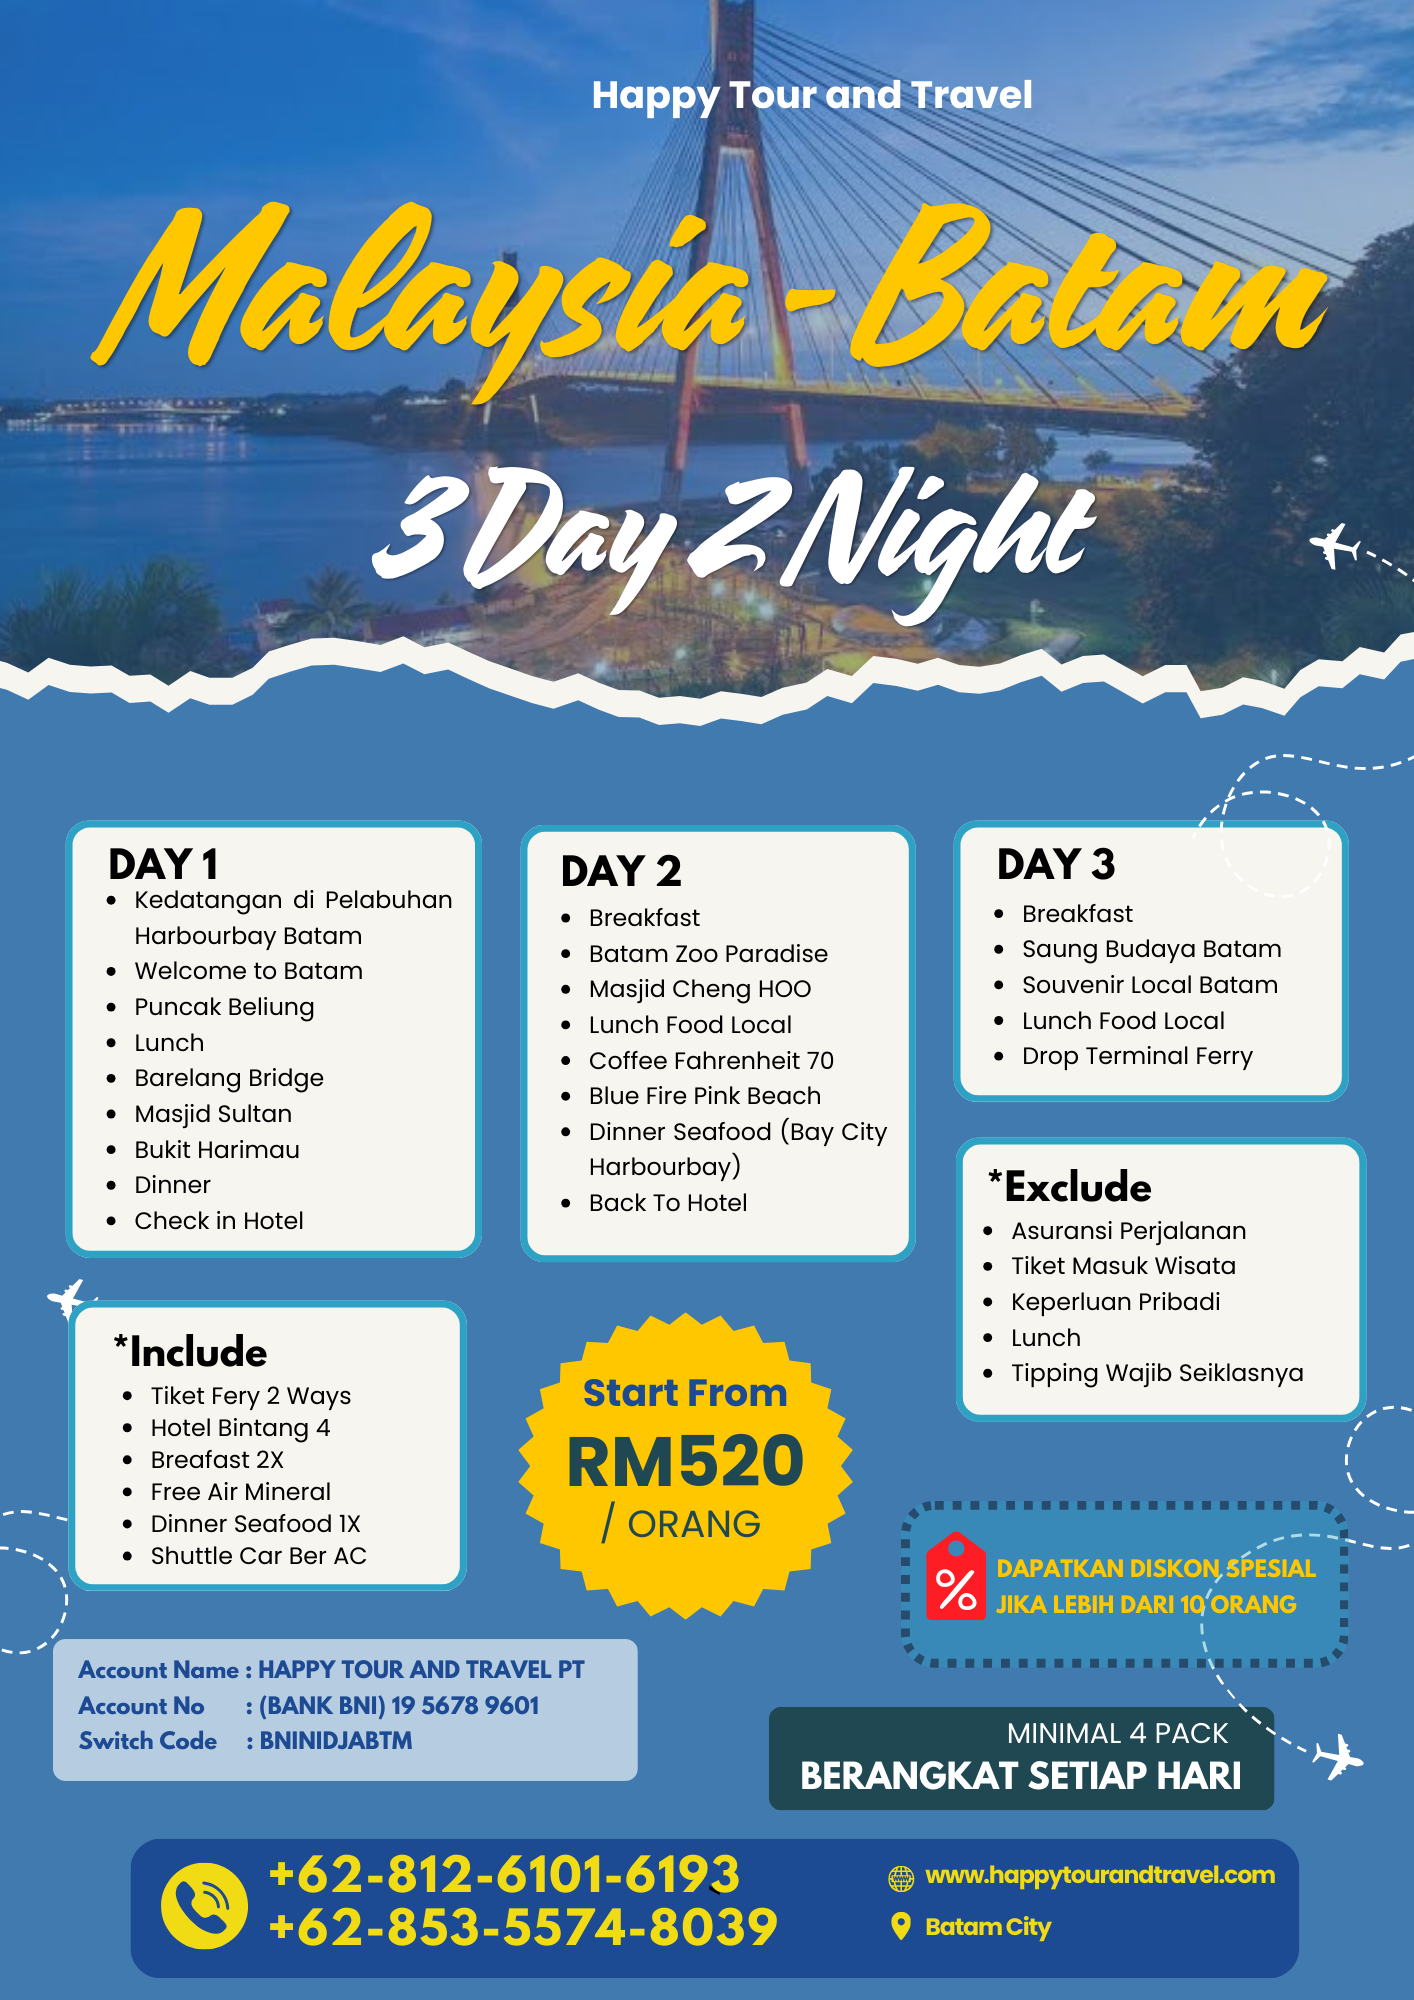 Happy Tour and Travel
Malaysia - Batam
3 Day 2 Night
DAY 1
Kedatangan di Pelabuhan
Harbourbay Batam
Welcome to Batam
Puncak Beliung
Lunch
Barelang Bridge
Masjid Sultan
Bukit Harimau
Dinner
Check in Hotel
DAY 2
Breakfast
Batam Zoo Paradise
Masjid Cheng HOO
Lunch Food Local
Coffee Fahrenheit 70
Blue Fire Pink Beach
Dinner Seafood (Bay City
Harbourbay)
Back To Hotel
DAY 3
Breakfast
Saung Budaya Batam
Souvenir Local Batam
Lunch Food Local
Drop Terminal Ferry
*Exclude
Asuransi Perjalanan
Tiket Masuk Wisata
Keperluan Pribadi
Lunch
Tipping Wajib Seiklasnya
*Include
Tiket Fery 2 Ways
Hotel Bintang 4
Breafast 2X
Free Air Mineral
Dinner Seafood 1X
Shuttle Car Ber AC
Start From
RM520
/ ORANG
%
DAPATKAN DISKON SPESIAL
JIKA LEBIH DARI 10 ORANG
Account Name : HAPPY TOUR AND TRAVEL PT
Account No : (BANK BNI) 19 5678 9601
Switch Code : BNINIDJABTM
MINIMAL 4 PACK
BERANGKAT SETIAP HARI
+62-812-6101-6193
+62-853-5574-8039
www.happytourandtravel.com
Batam City